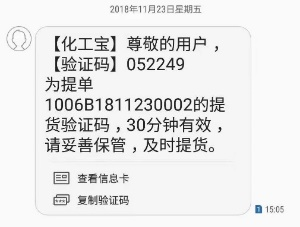 2018年11月23日星期五
【化工宝】尊敬的用户，
【验证码】052249
为提单
1006B1811230002的提
货验证码，30分钟有效，
请妥善保管，及时提货。
查看信息卡
复制验证码
1 15:05